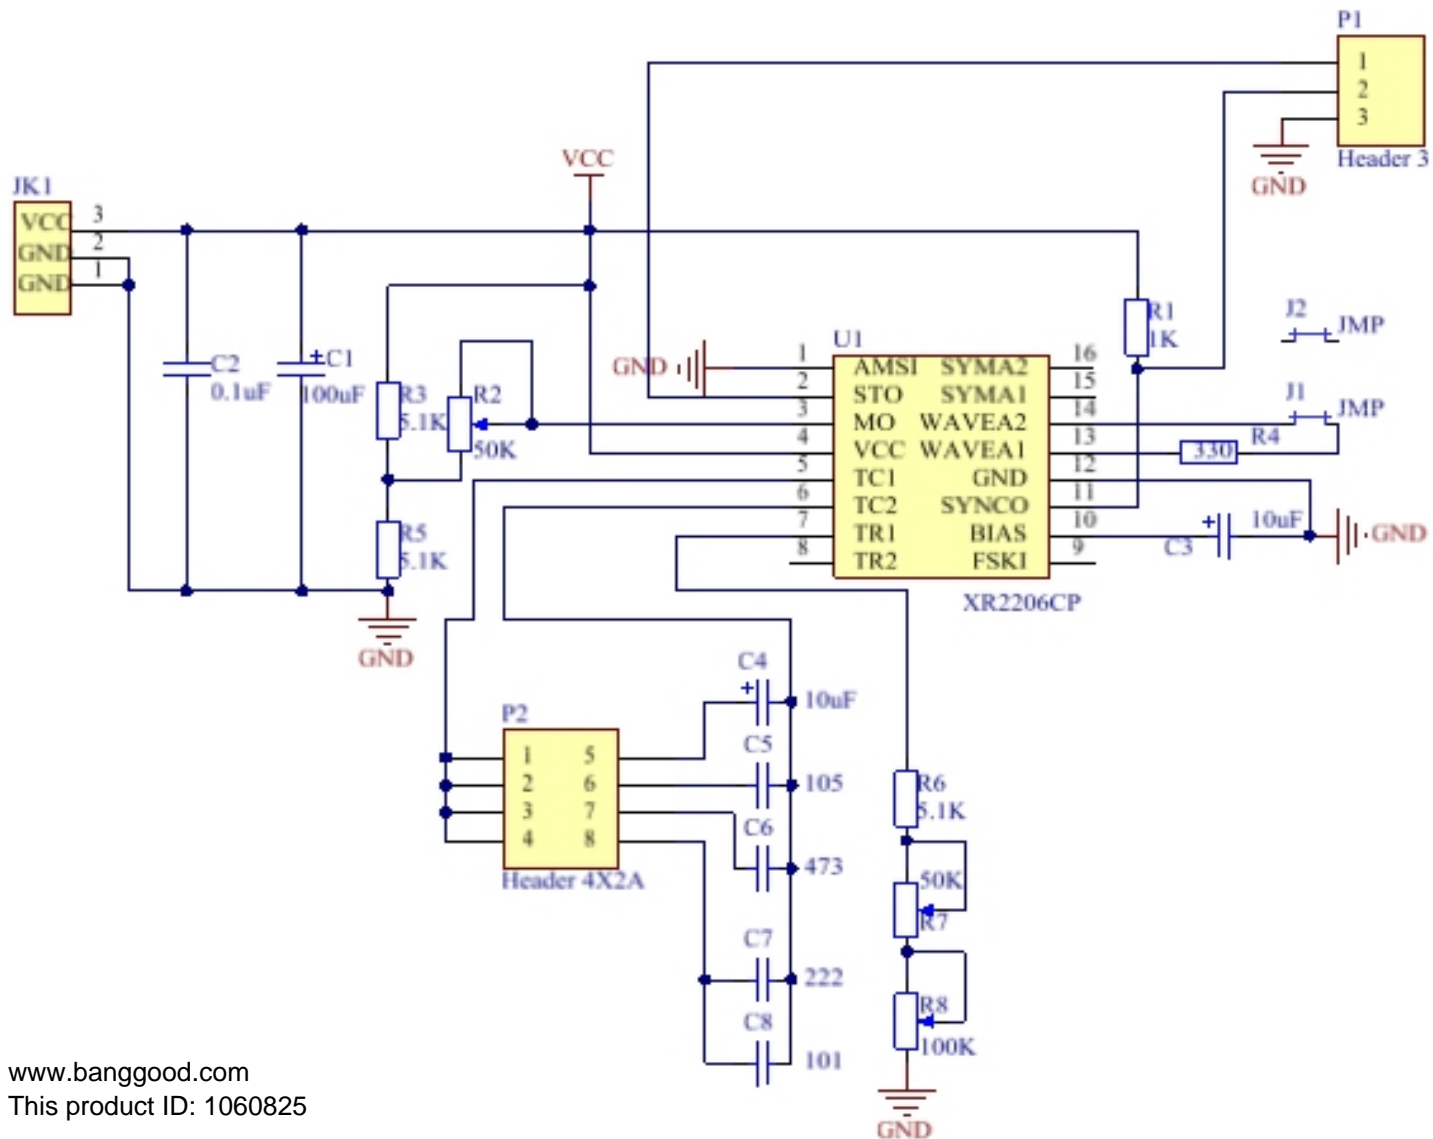 P1
1
2
3
Header 3
GND
VCC
JK1
VCC 3
GND 2
GND 1
C2
0.1uF
C1
100uF
R3
5.1K
R2
50K
R5
5.1K
GND
GND
U1
1 AMSI SYMA2 16
2 STO SYMA1 15
3 MO WAVEA2 14
4 VCC WAVEA1 13
5 TC1 GND 12
6 TC2 SYNCO 11
7 TR1 BIAS 10
8 TR2 FSKI 9
XR2206CP
R1
1K
J2
JMP
J1
JMP
R4
330
10uF
C3
GND
P2
1 5
2 6
3 7
4 8
Header 4X2A
C4
10uF
C5
105
C6
473
C7
222
C8
101
R6
5.1K
50K
R7
R8
100K
GND
www.banggood.com
This product ID: 1060825